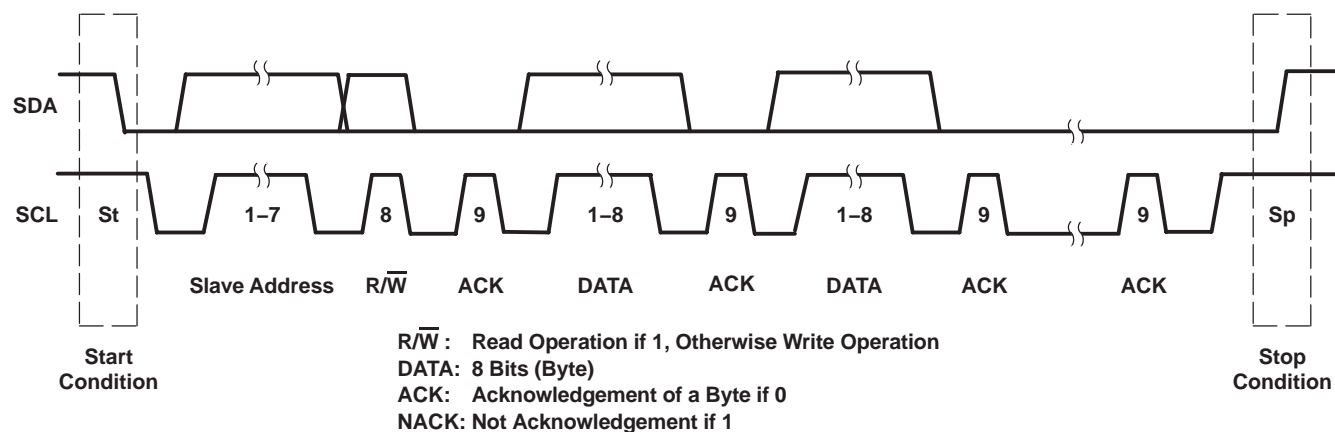 SDA
SCL St 1–7 8 9 1–8 9 1–8 9 9 Sp
Slave Address R/W̅ ACK DATA ACK DATA ACK ACK
Start
Condition
Stop
Condition
R/W̅ : Read Operation if 1, Otherwise Write Operation
DATA: 8 Bits (Byte)
ACK: Acknowledgement of a Byte if 0
NACK: Not Acknowledgement if 1